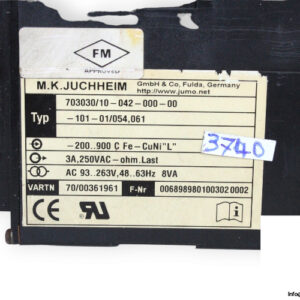 FM
APPROVED
M.K.JUCHHEIM GmbH & Co, Fulda, Germany
http://www.jumo.net
703030/10-042-000-00
Typ -101-01/054,061
-200..900 C Fe-CuNi"L"
3A,250VAC-ohm.Last
AC 93..263V,48..63Hz 8VA
VARTN 70/00361961 F-Nr 0068989801003020002
CE UL i
3740